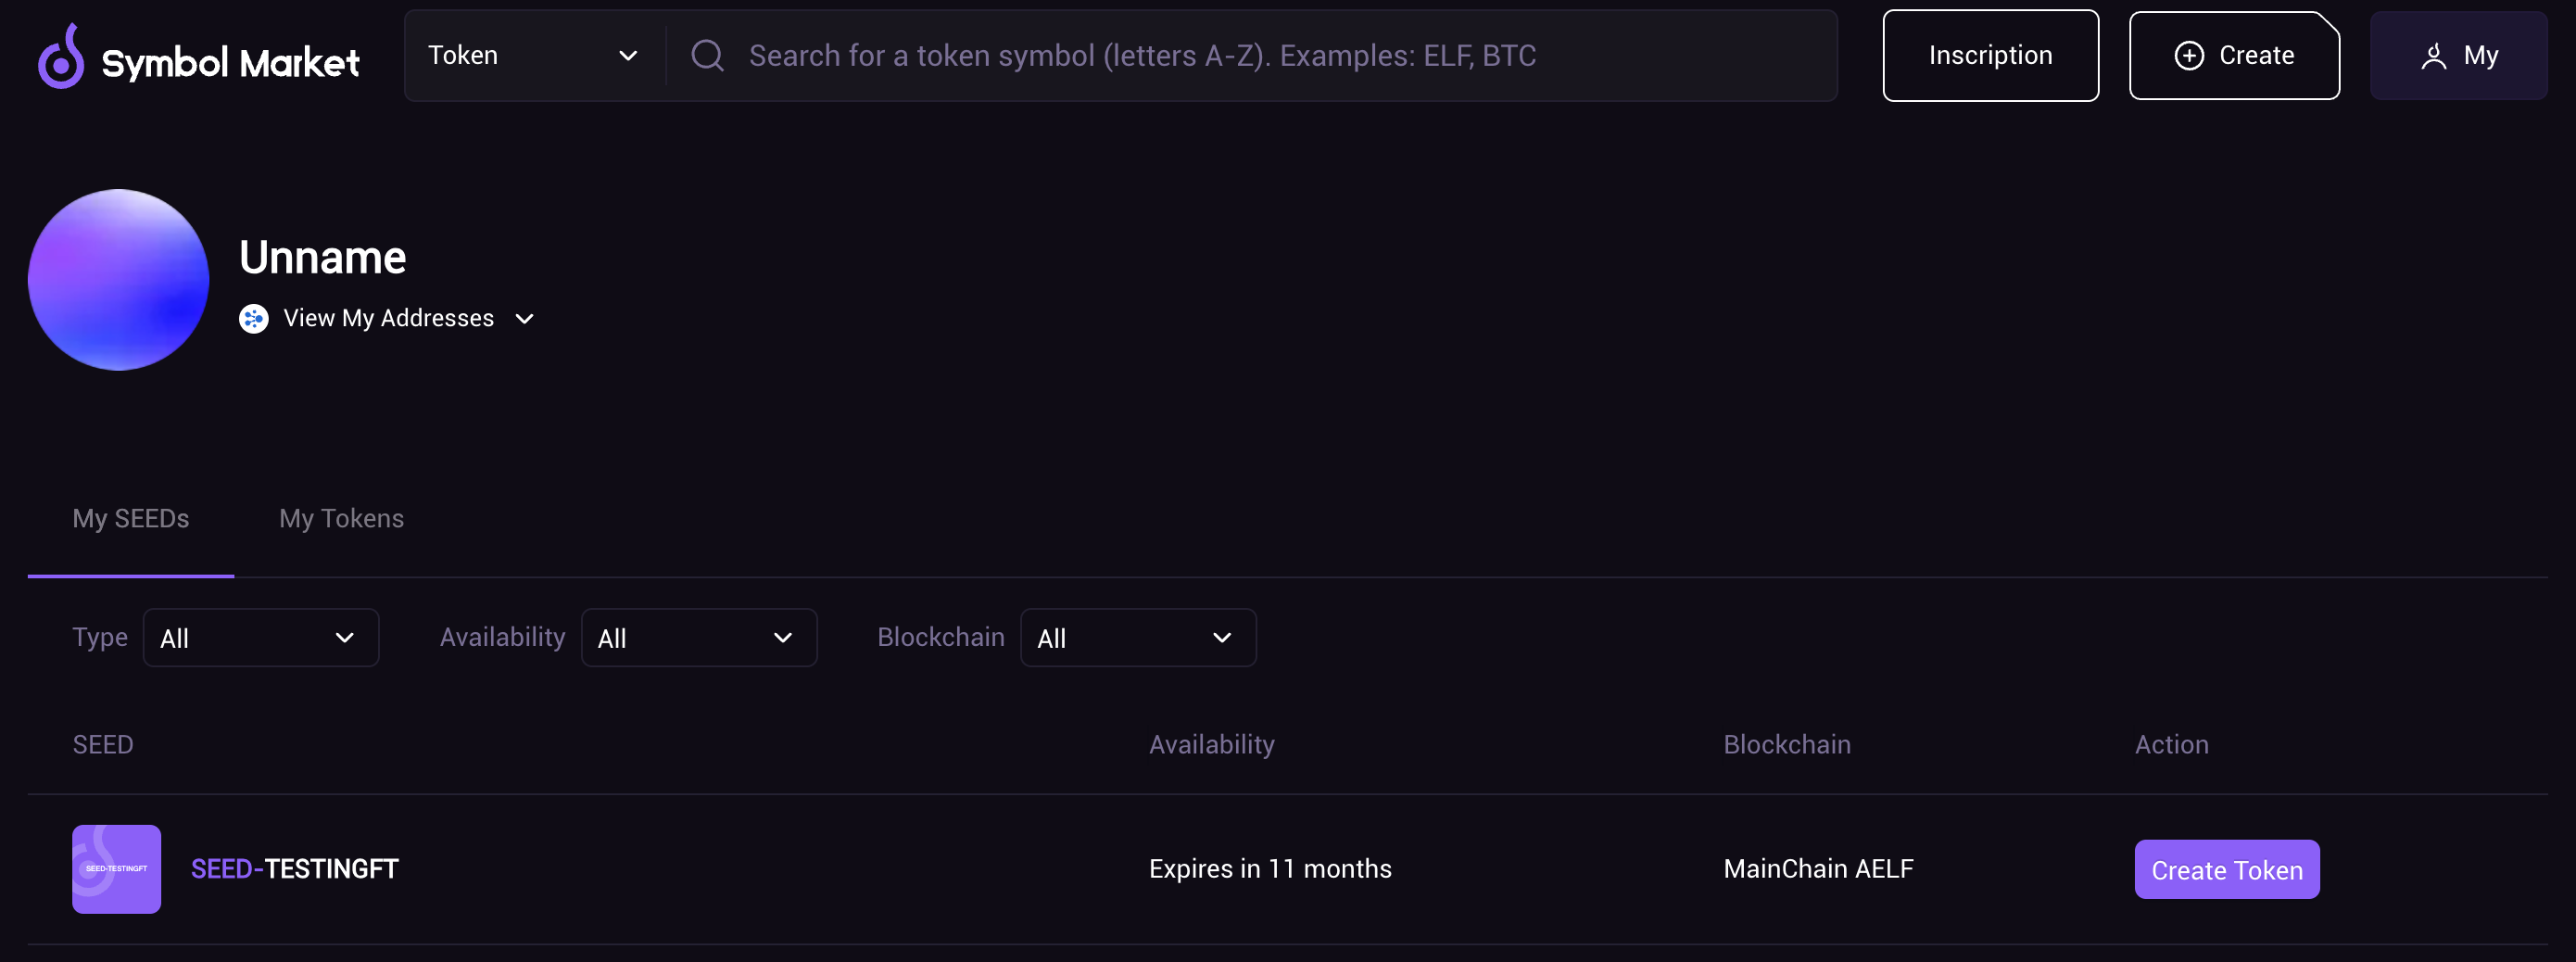 Symbol Market
Token
Search for a token symbol (letters A-Z). Examples: ELF, BTC
Inscription
Create
My
Unname
View My Addresses
My SEEDs
My Tokens
Type
All
Availability
All
Blockchain
All
SEED
Availability
Blockchain
Action
SEED-TESTINGFT
SEED-TESTINGFT
Expires in 11 months
MainChain AELF
Create Token